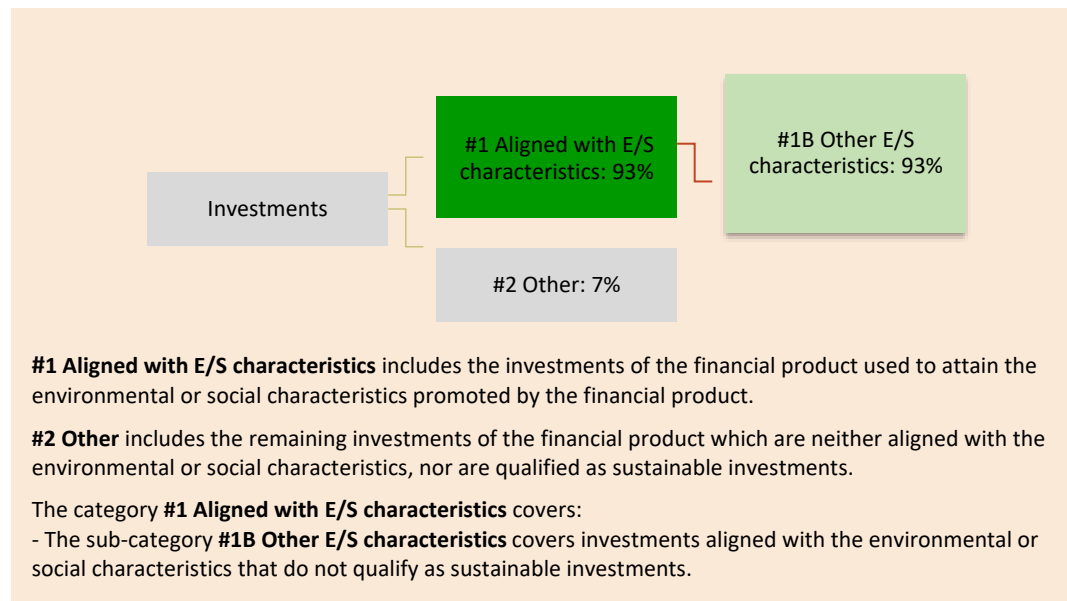 #1 Aligned with E/S
characteristics: 93%
#1B Other E/S
characteristics: 93%
Investments
#2 Other: 7%
#1 Aligned with E/S characteristics includes the investments of the financial product used to attain the
environmental or social characteristics promoted by the financial product.
#2 Other includes the remaining investments of the financial product which are neither aligned with the
environmental or social characteristics, nor are qualified as sustainable investments.
The category #1 Aligned with E/S characteristics covers:
- The sub-category #1B Other E/S characteristics covers investments aligned with the environmental or
social characteristics that do not qualify as sustainable investments.